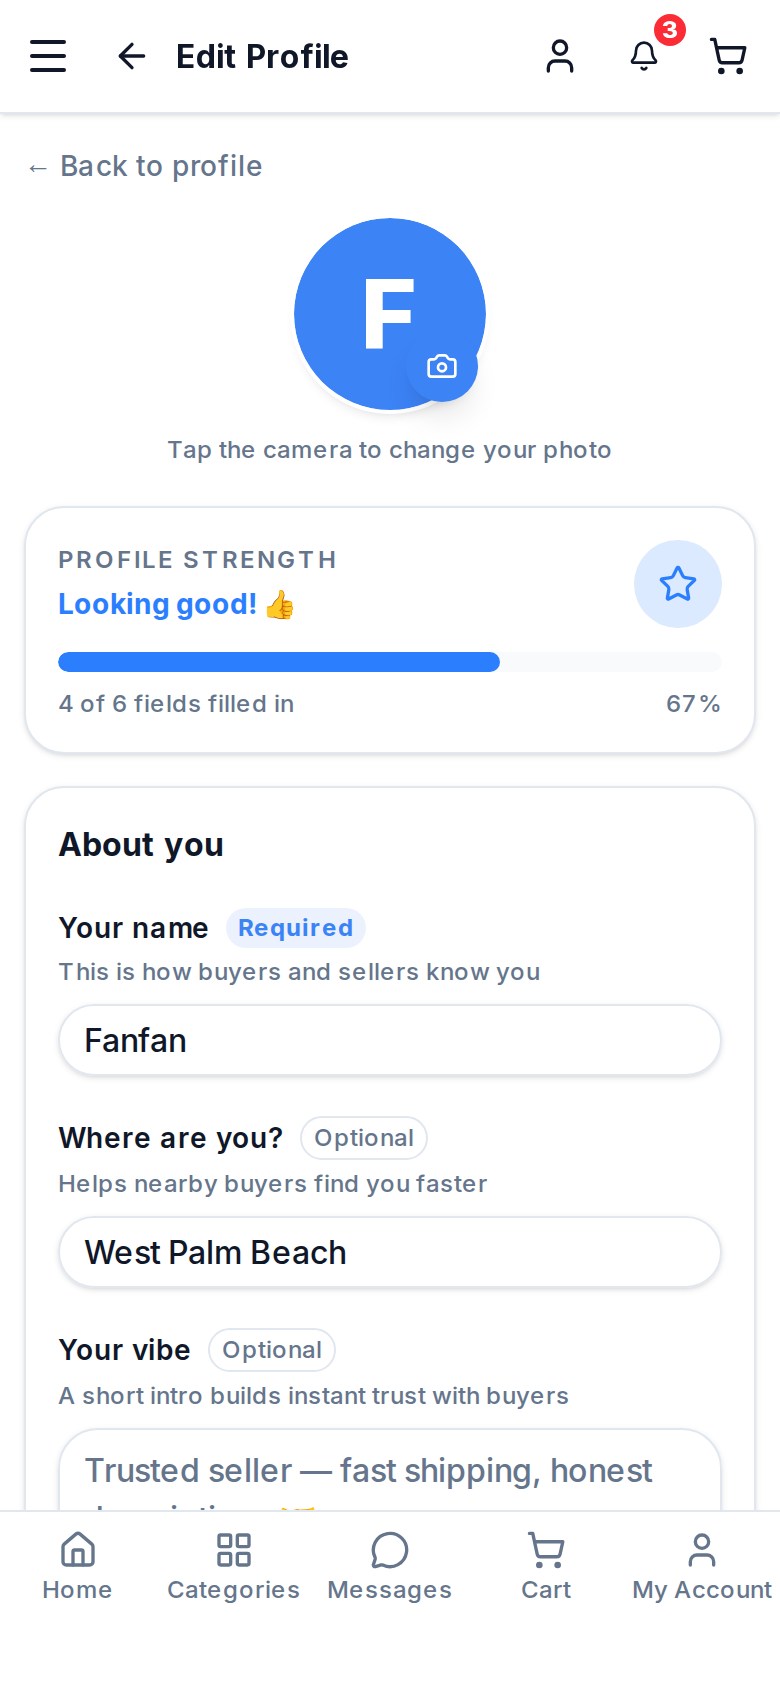 Edit Profile
3
← Back to profile
F
Tap the camera to change your photo
PROFILE STRENGTH
Looking good! 👍
4 of 6 fields filled in
67%
About you
Your name Required
This is how buyers and sellers know you
Fanfan
Where are you? Optional
Helps nearby buyers find you faster
West Palm Beach
Your vibe Optional
A short intro builds instant trust with buyers
Trusted seller — fast shipping, honest
Home Categories Messages Cart My Account